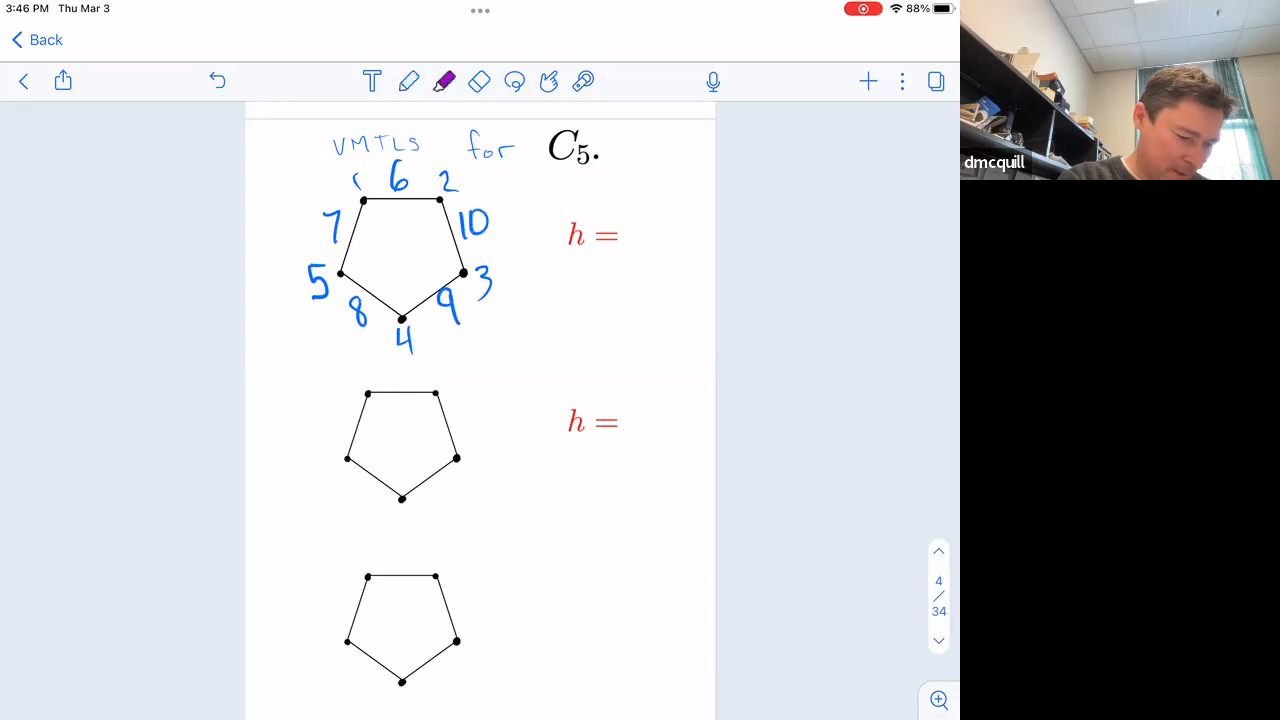 3:46 PM Thu Mar 3
88%
Back
dmcquill
VMTLS for C₅.
1 6 2
7 10
h =
5 3
8 9
4
h =
4
/
34